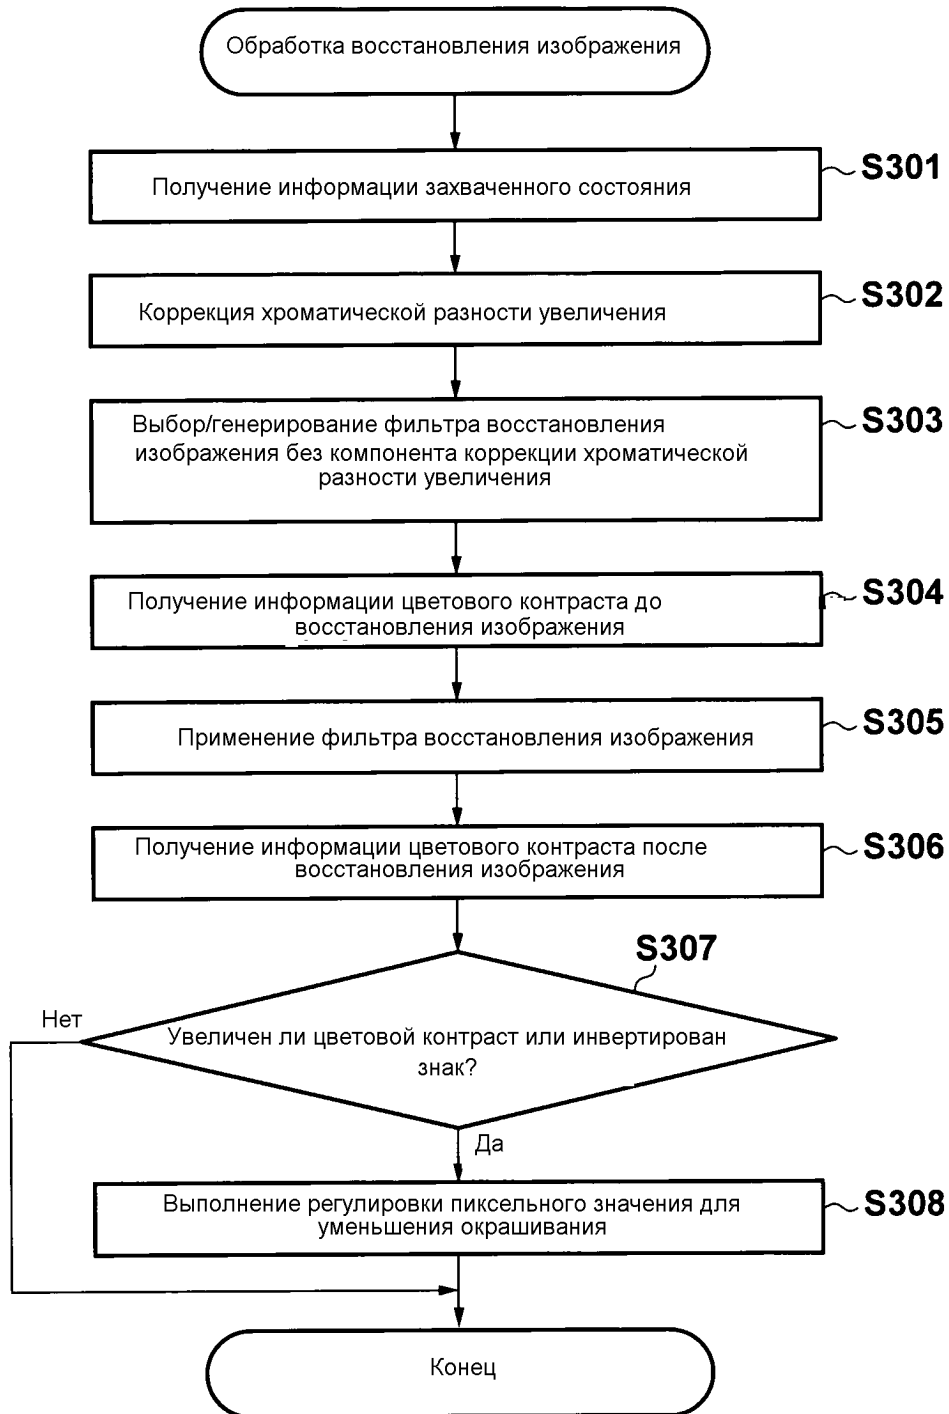 Обработка восстановления изображения
S301
Получение информации захваченного состояния
S302
Коррекция хроматической разности увеличения
S303
Выбор/генерирование фильтра восстановления
изображения без компонента коррекции хроматической
разности увеличения
S304
Получение информации цветового контраста до
восстановления изображения
S305
Применение фильтра восстановления изображения
S306
Получение информации цветового контраста после
восстановления изображения
S307
Нет
Увеличен ли цветовой контраст или инвертирован
знак?
Да
S308
Выполнение регулировки пиксельного значения для
уменьшения окрашивания
Конец